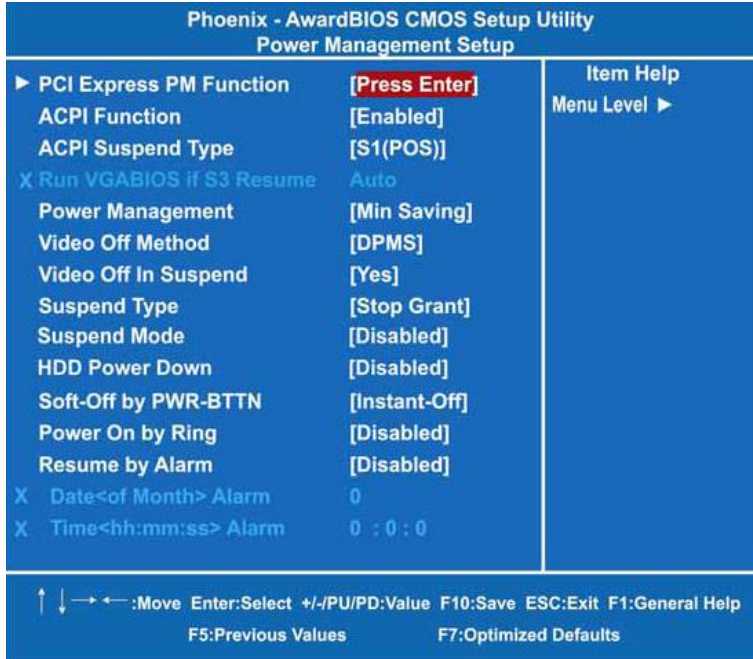 Phoenix - AwardBIOS CMOS Setup Utility
Power Management Setup
► PCI Express PM Function [Press Enter]
ACPI Function [Enabled]
ACPI Suspend Type [S1(POS)]
X Run VGABIOS if S3 Resume Auto
Power Management [Min Saving]
Video Off Method [DPMS]
Video Off In Suspend [Yes]
Suspend Type [Stop Grant]
Suspend Mode [Disabled]
HDD Power Down [Disabled]
Soft-Off by PWR-BTTN [Instant-Off]
Power On by Ring [Disabled]
Resume by Alarm [Disabled]
X Date<of Month> Alarm 0
X Time<hh:mm:ss> Alarm 0 : 0 : 0
Item Help
Menu Level ►
↑ ↓ → ← :Move Enter:Select +/-/PU/PD:Value F10:Save ESC:Exit F1:General Help
F5:Previous Values F7:Optimized Defaults